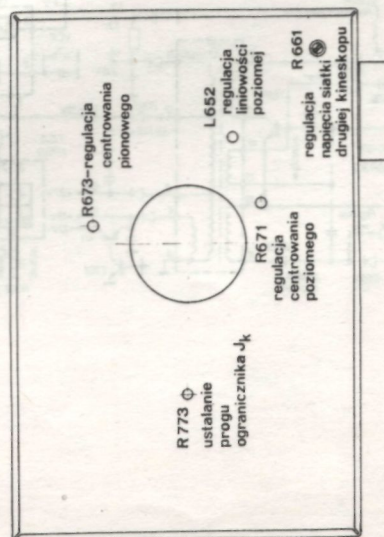 R673-regulacja
centrowania
pionowego
L652
regulacja
liniowości
poziomej
R 661
regulacja
napięcia siatki
drugiej kineskopu
R671
regulacja
centrowania
poziomego
R 773
ustalanie
progu
ogranicznika Jk